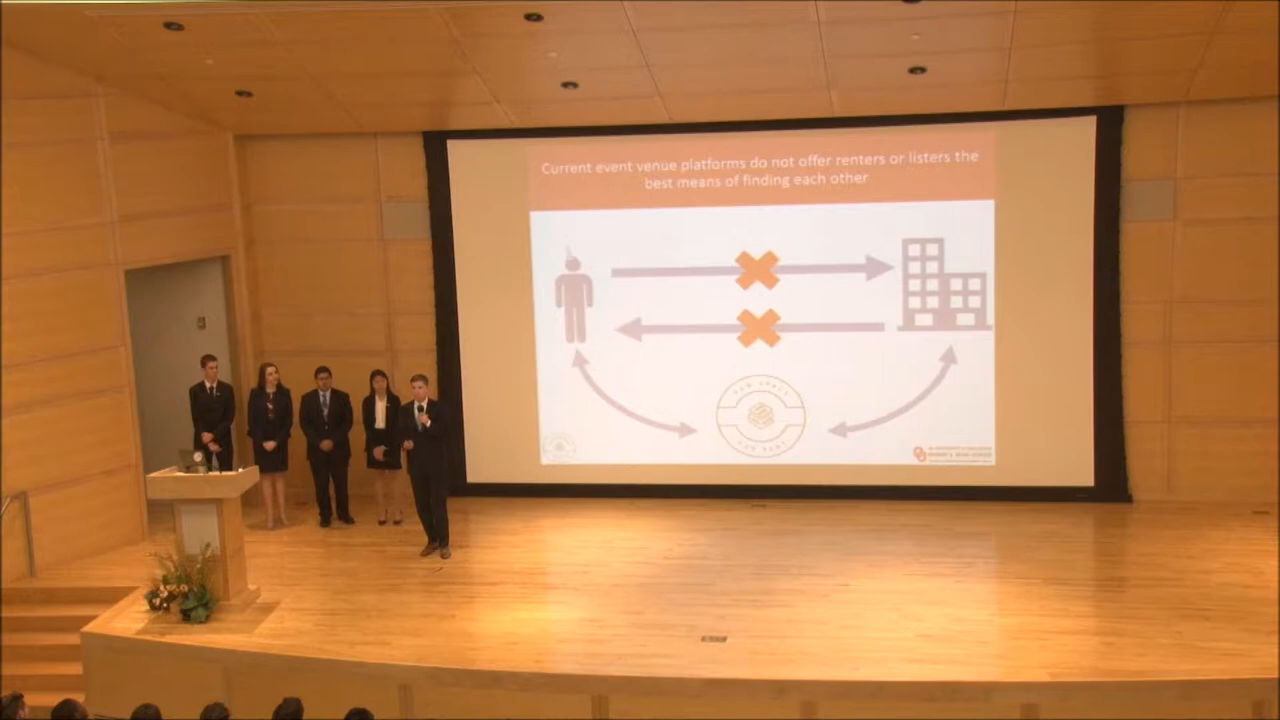 Current event venue platforms do not offer renters or listers the
best means of finding each other